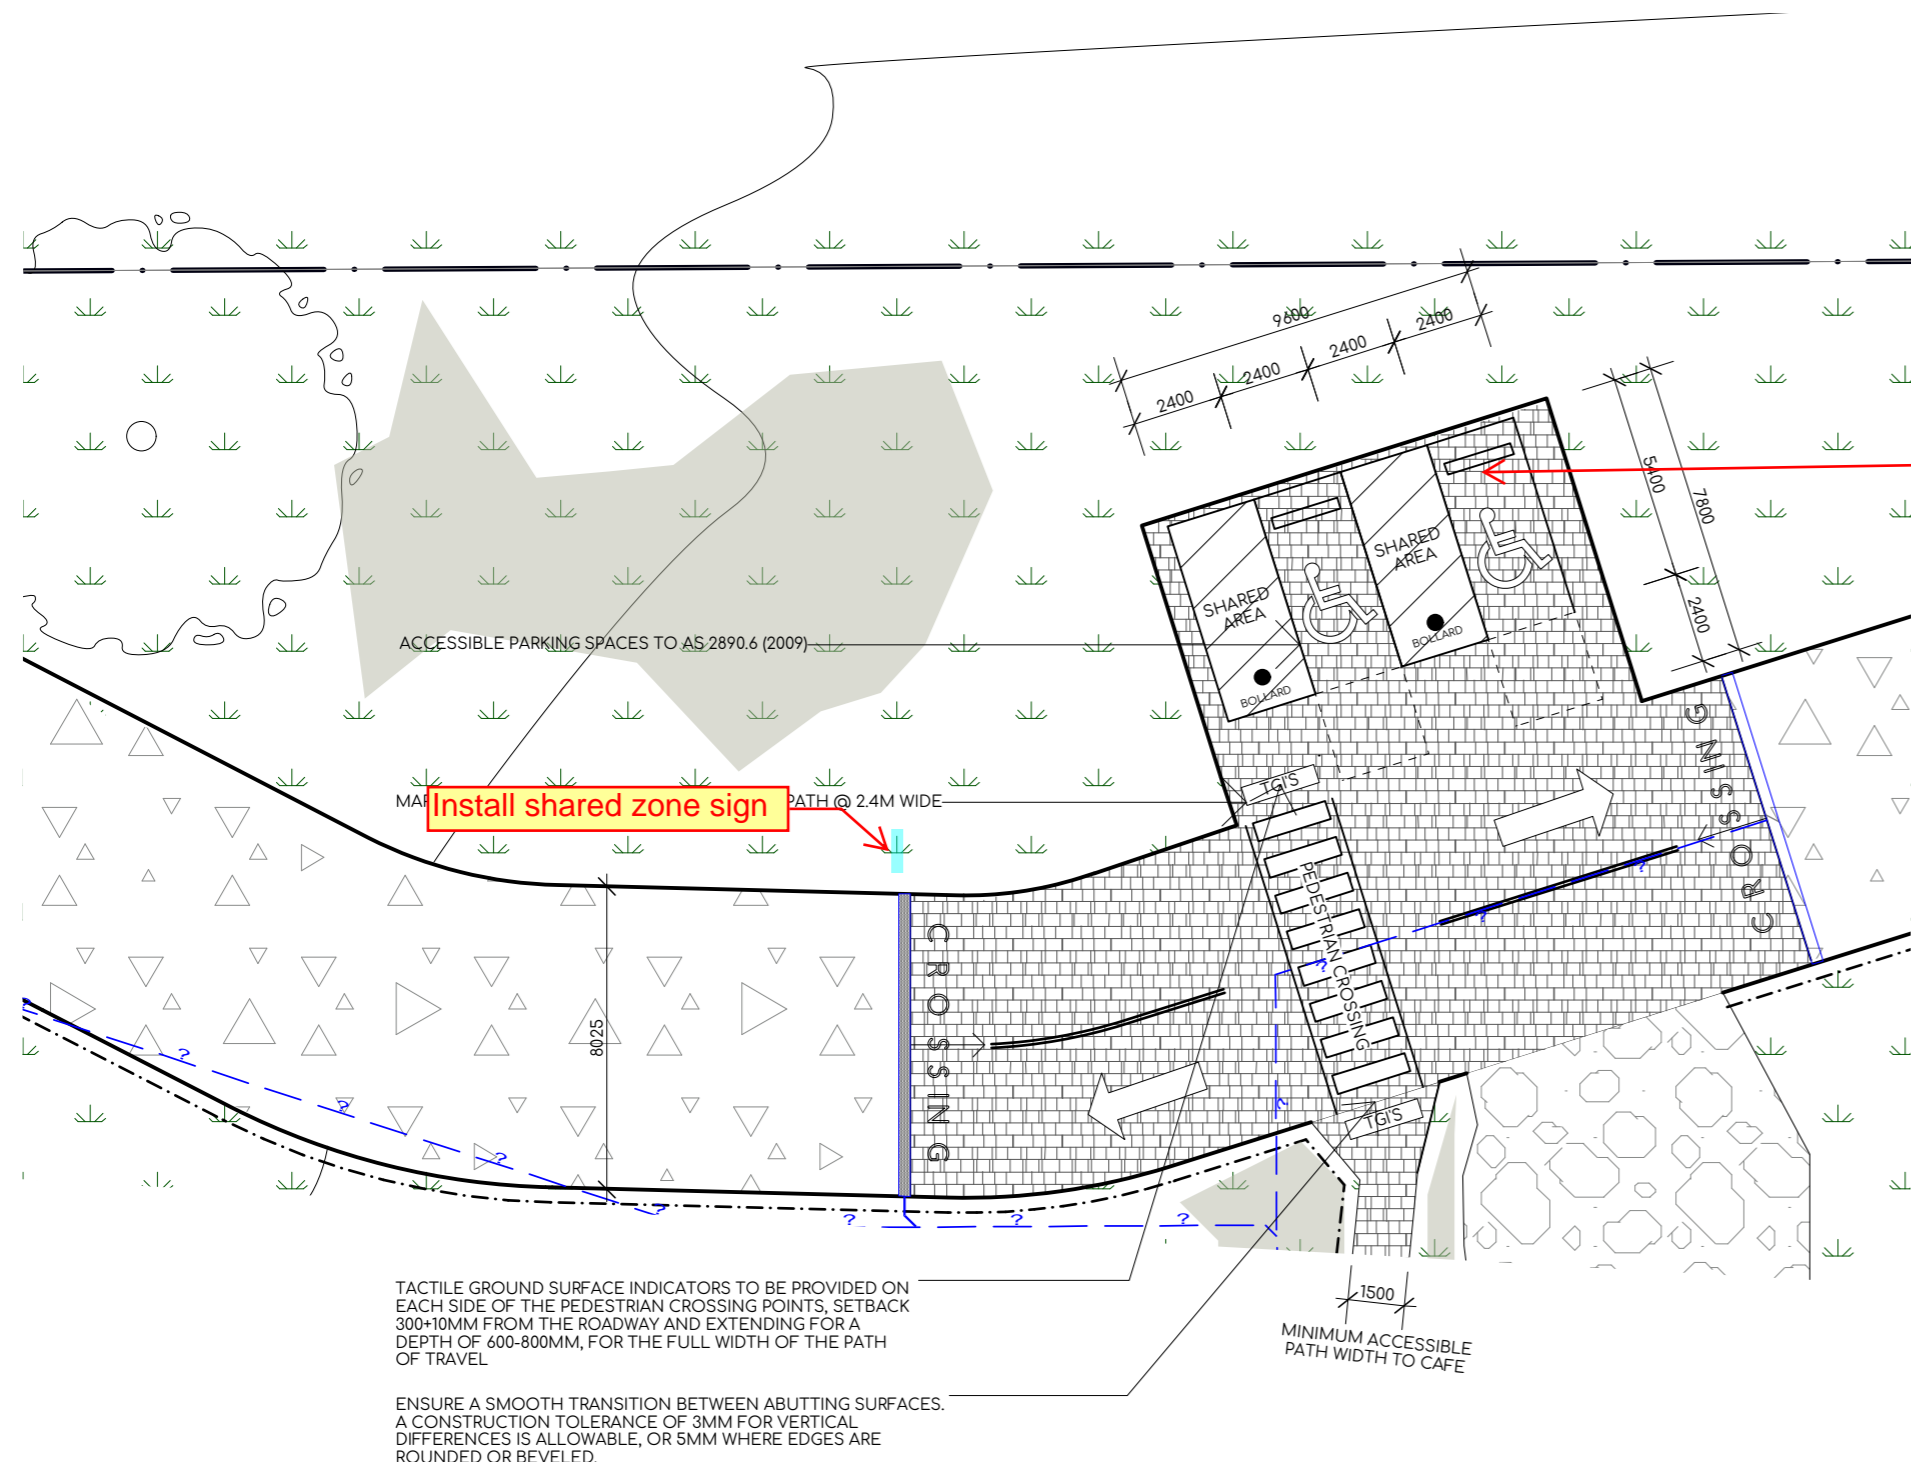 9600
2400
2400
2400
2400
5400
7800
2400
SHARED
AREA
SHARED
AREA
BOLLARD
BOLLARD
ACCESSIBLE PARKING SPACES TO AS 2890.6 (2009)
Install shared zone sign
PATH @ 2.4M WIDE
TGI'S
PEDESTRIAN CROSSING
CROSSING
CROSSING
8025
TGI'S
?
?
?
?
?
?
?
?
?
?
?
?
TACTILE GROUND SURFACE INDICATORS TO BE PROVIDED ON
EACH SIDE OF THE PEDESTRIAN CROSSING POINTS, SETBACK
300+10MM FROM THE ROADWAY AND EXTENDING FOR A
DEPTH OF 600-800MM, FOR THE FULL WIDTH OF THE PATH
OF TRAVEL
1500
MINIMUM ACCESSIBLE
PATH WIDTH TO CAFE
ENSURE A SMOOTH TRANSITION BETWEEN ABUTTING SURFACES.
A CONSTRUCTION TOLERANCE OF 3MM FOR VERTICAL
DIFFERENCES IS ALLOWABLE, OR 5MM WHERE EDGES ARE
ROUNDED OR BEVELED.